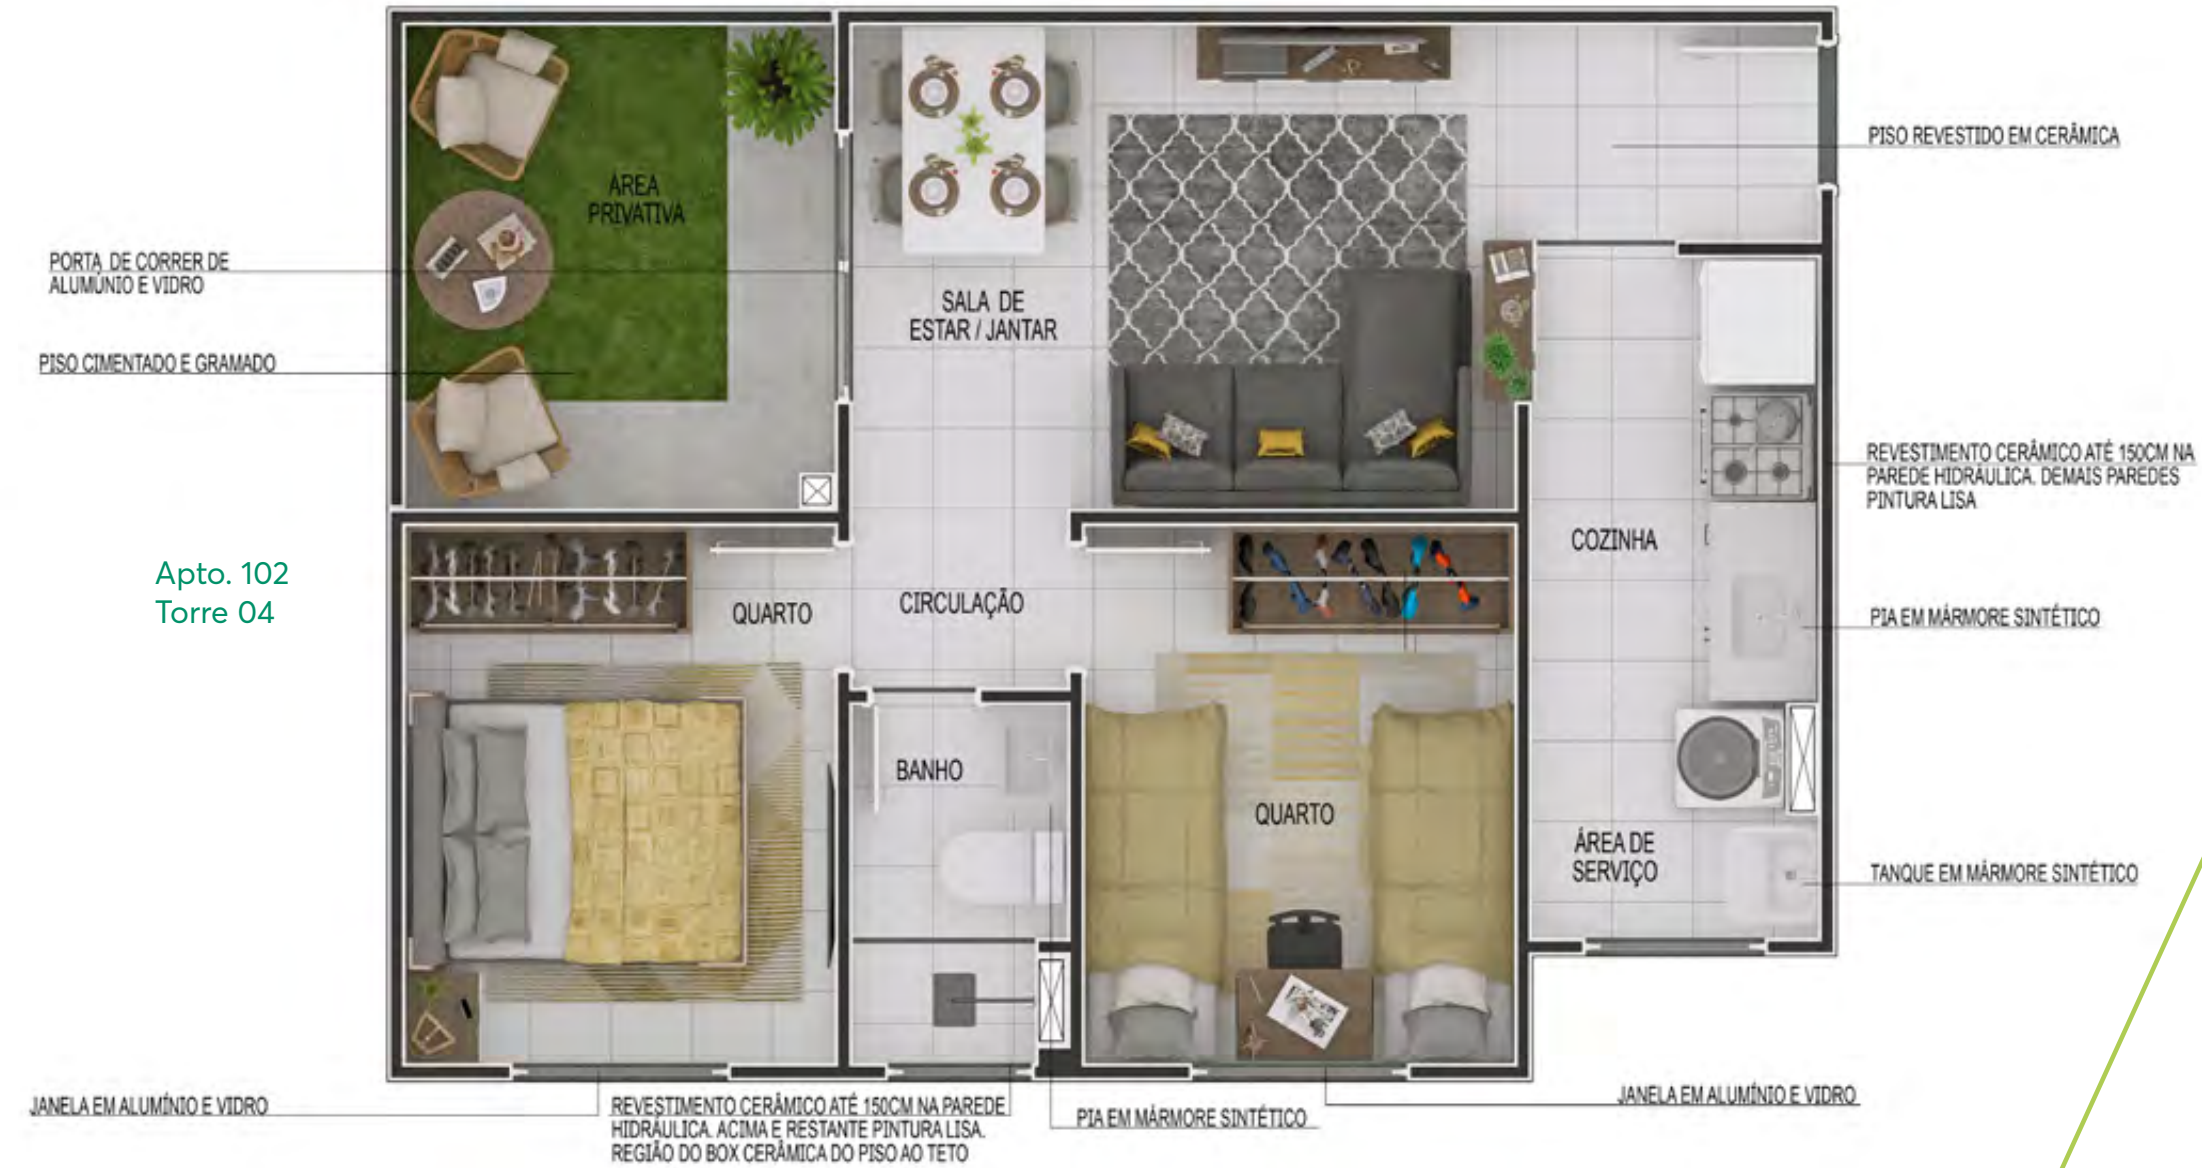 ÁREA
PRIVATIVA
PISO REVESTIDO EM CERÂMICA
PORTA DE CORRER DE
ALUMÚNIO E VIDRO
SALA DE
ESTAR / JANTAR
PISO CIMENTADO E GRAMADO
REVESTIMENTO CERÂMICO ATÉ 150CM NA
PAREDE HIDRÁULICA. DEMAIS PAREDES
PINTURA LISA
COZINHA
Apto. 102
Torre 04
QUARTO
CIRCULAÇÃO
PIA EM MÁRMORE SINTÉTICO
BANHO
QUARTO
ÁREA DE
SERVIÇO
TANQUE EM MÁRMORE SINTÉTICO
JANELA EM ALUMÍNIO E VIDRO
REVESTIMENTO CERÂMICO ATÉ 150CM NA PAREDE
HIDRÁULICA. ACIMA E RESTANTE PINTURA LISA.
REGIÃO DO BOX CERÂMICA DO PISO AO TETO
PIA EM MÁRMORE SINTÉTICO
JANELA EM ALUMÍNIO E VIDRO